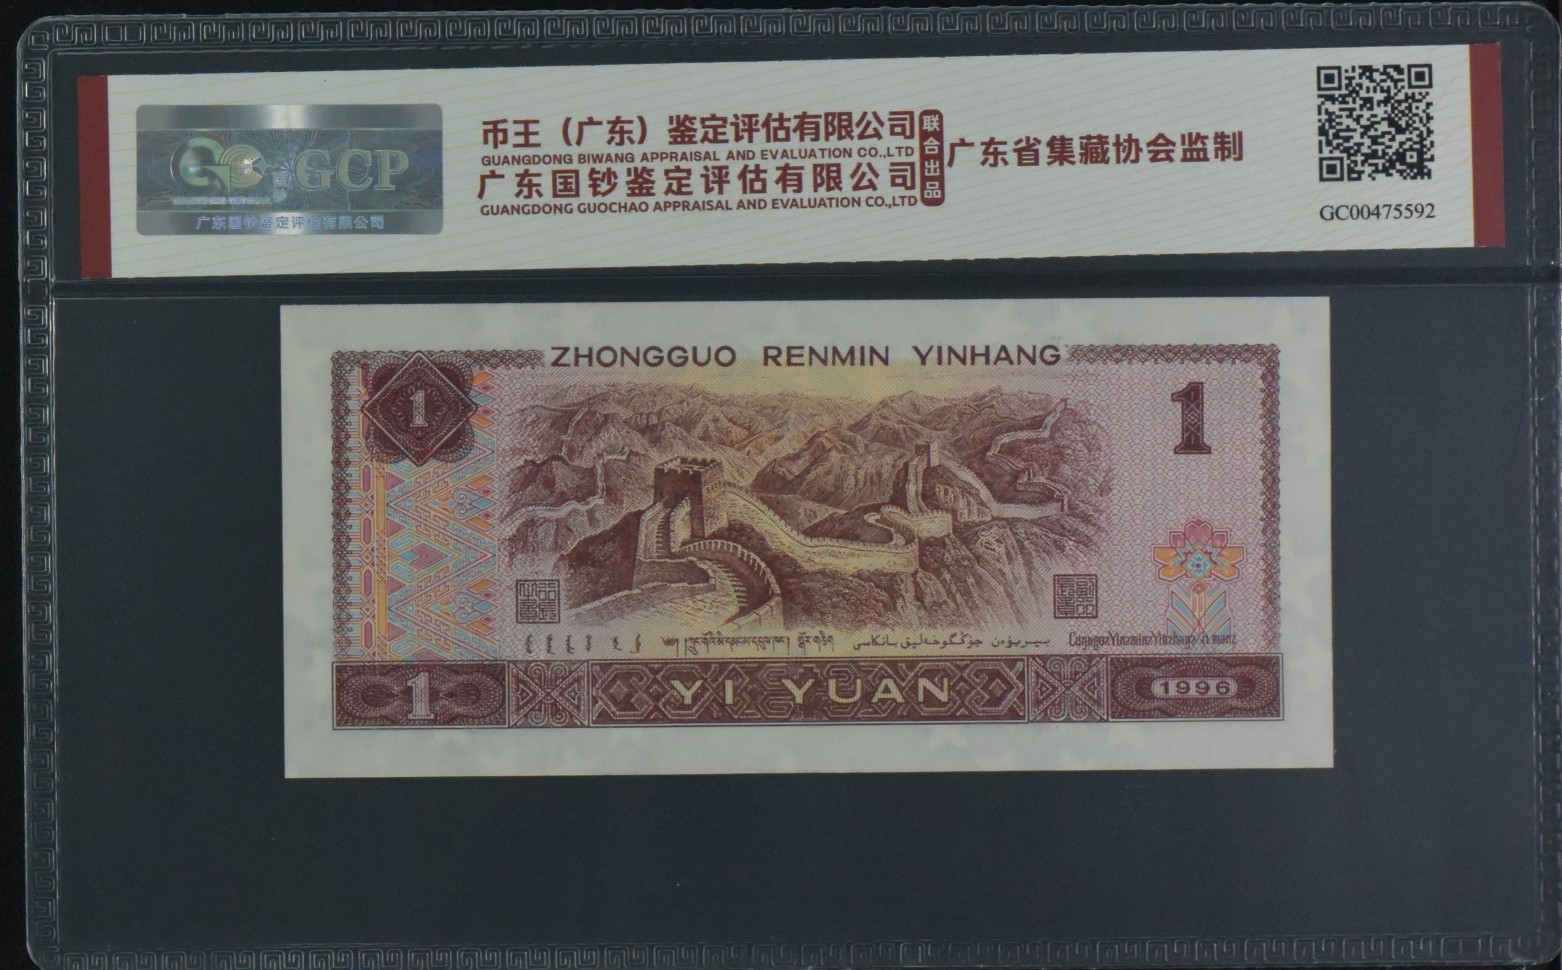 GCP
广东国钞鉴定评估有限公司
币王（广东）鉴定评估有限公司
GUANGDONG BIWANG APPRAISAL AND EVALUATION CO.,LTD
广东国钞鉴定评估有限公司
GUANGDONG GUOCHAO APPRAISAL AND EVALUATION CO.,LTD
联合出品
广东省集藏协会监制
GC00475592
ZHONGGUO RENMIN YINHANG
1
1
1
YI YUAN
1996